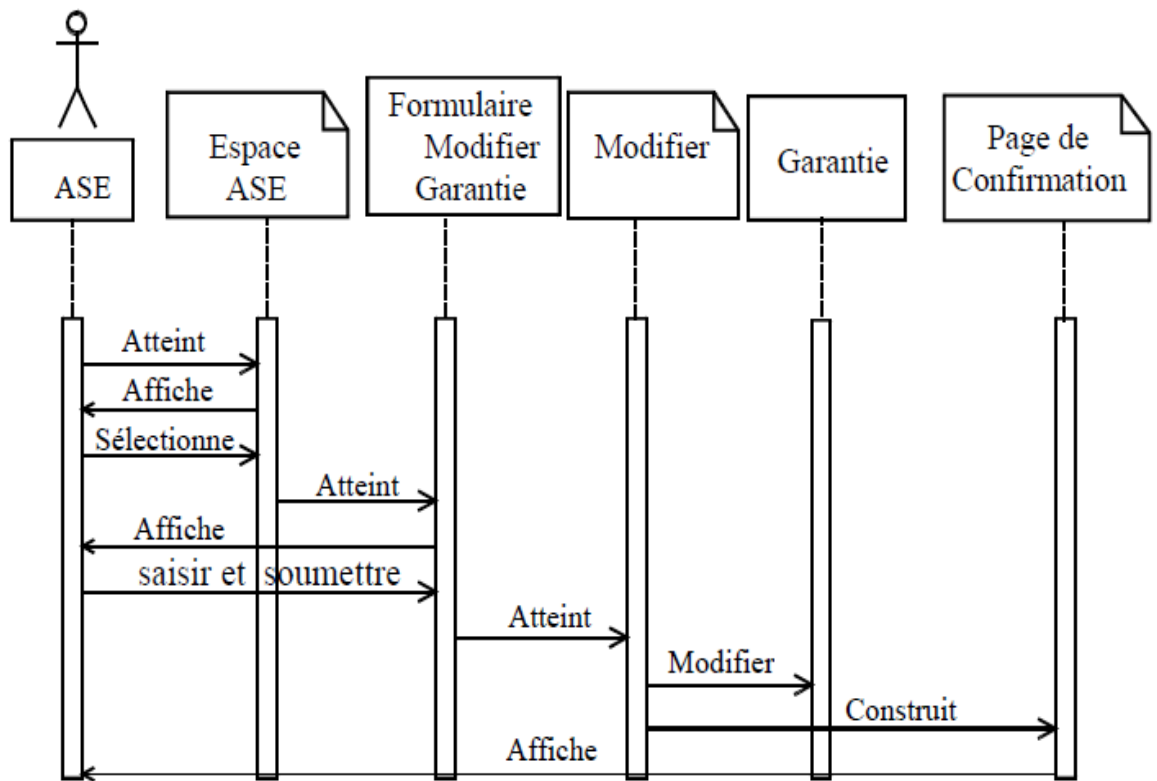 ASE
Espace
ASE
Formulaire
Modifier
Garantie
Modifier
Garantie
Page de
Confirmation
Atteint
Affiche
Sélectionne
Atteint
Affiche
saisir et soumettre
Atteint
Modifier
Construit
Affiche